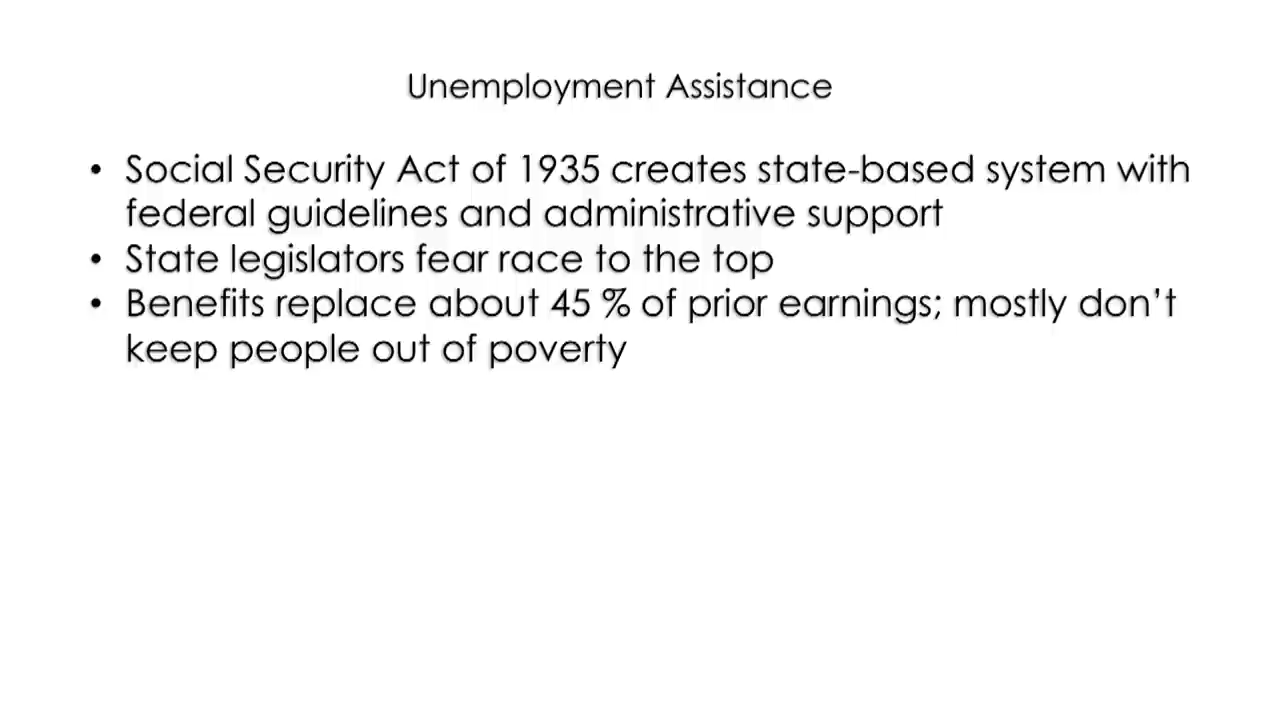 Unemployment Assistance
• Social Security Act of 1935 creates state-based system with
federal guidelines and administrative support
• State legislators fear race to the top
• Benefits replace about 45 % of prior earnings; mostly don’t
keep people out of poverty